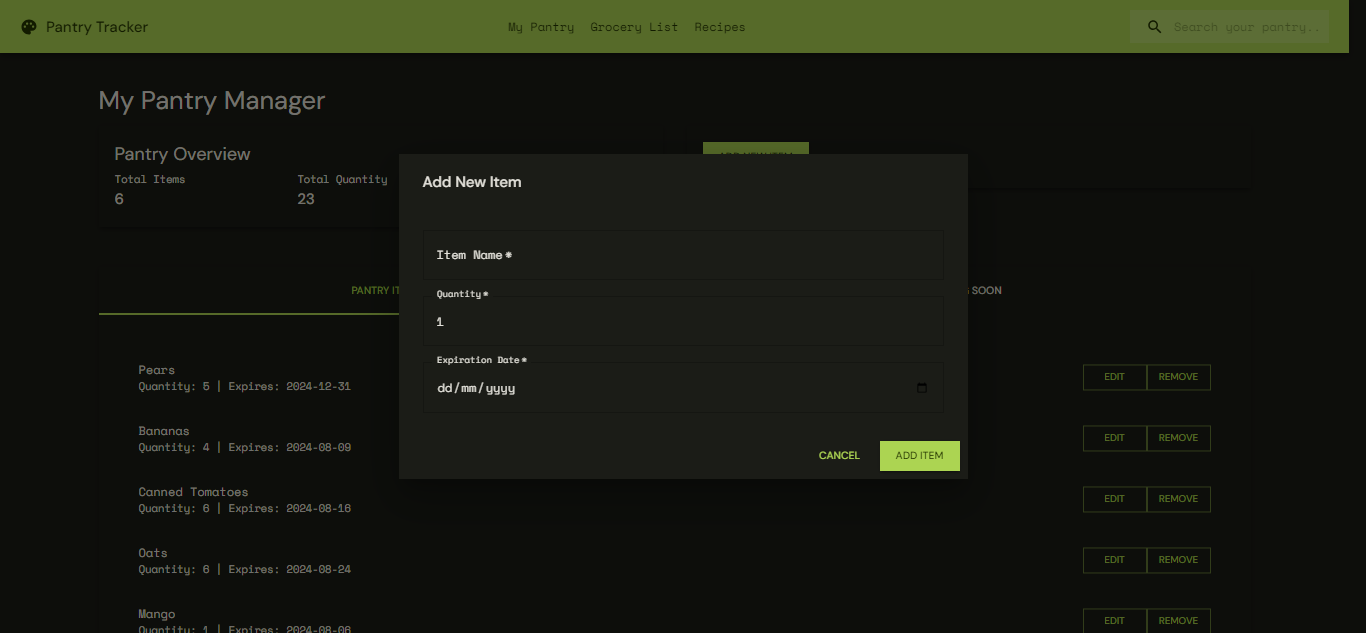 Pantry Tracker
My Pantry Grocery List Recipes
Search your pantry..
My Pantry Manager
Pantry Overview
Total Items Total Quantity
6 23
Add New Item
Item Name *
Quantity *
1
Expiration Date *
dd/mm/yyyy
CANCEL ADD ITEM
PANTRY
SOON
Pears
Quantity: 5 | Expires: 2024-12-31
EDIT REMOVE
Bananas
Quantity: 4 | Expires: 2024-08-09
EDIT REMOVE
Canned Tomatoes
Quantity: 6 | Expires: 2024-08-16
EDIT REMOVE
Oats
Quantity: 6 | Expires: 2024-08-24
EDIT REMOVE
Mango
Quantity: 1 | Expires: 2024-08-06
EDIT REMOVE